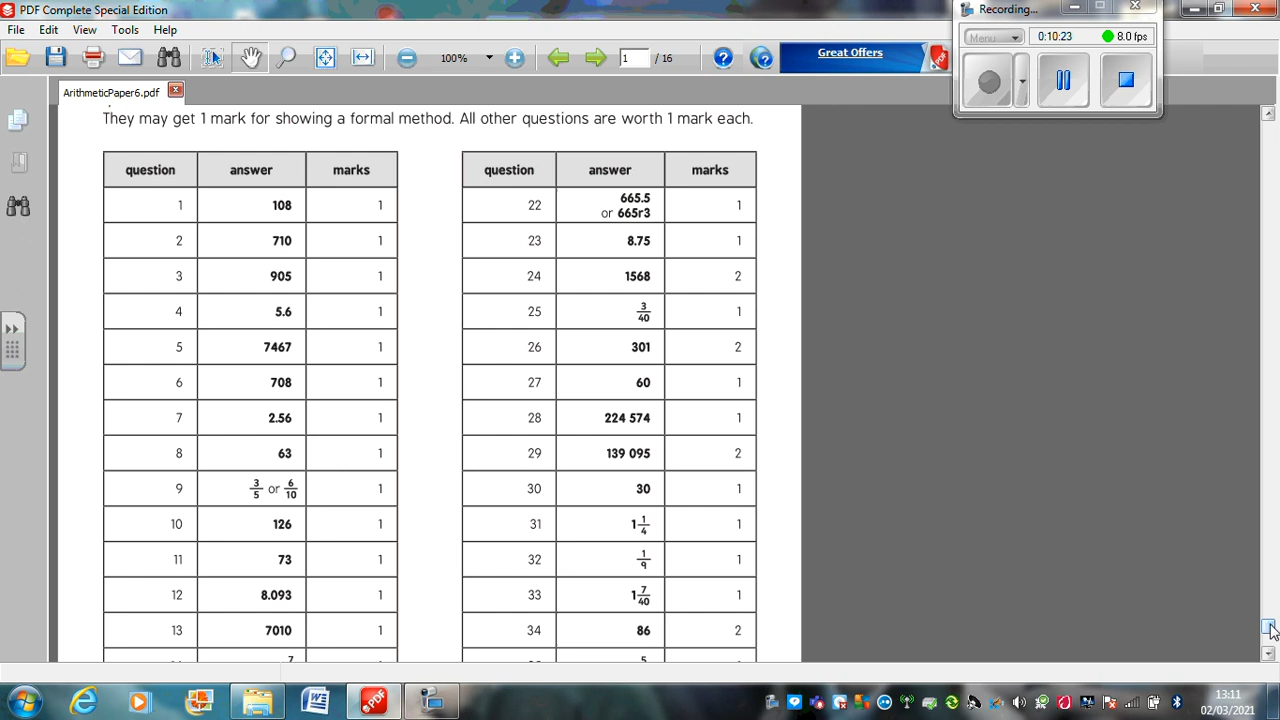 PDF Complete Special Edition
File Edit View Tools Help
100% 1 / 16 Great Offers
Recording...
Menu 0:10:23 8.0 fps
ArithmeticPaper6.pdf
They may get 1 mark for showing a formal method. All other questions are worth 1 mark each.
question answer marks
1 108 1
2 710 1
3 905 1
4 5.6 1
5 7467 1
6 708 1
7 2.56 1
8 63 1
9 3/5 or 6/10 1
10 126 1
11 73 1
12 8.093 1
13 7010 1
question answer marks
22 665.5 1
or 665r3
23 8.75 1
24 1568 2
25 3/40 1
26 301 2
27 60 1
28 224 574 1
29 139 095 2
30 30 1
31 1 1/4 1
32 1/9 1
33 1 7/40 1
34 86 2
13:11
02/03/2021